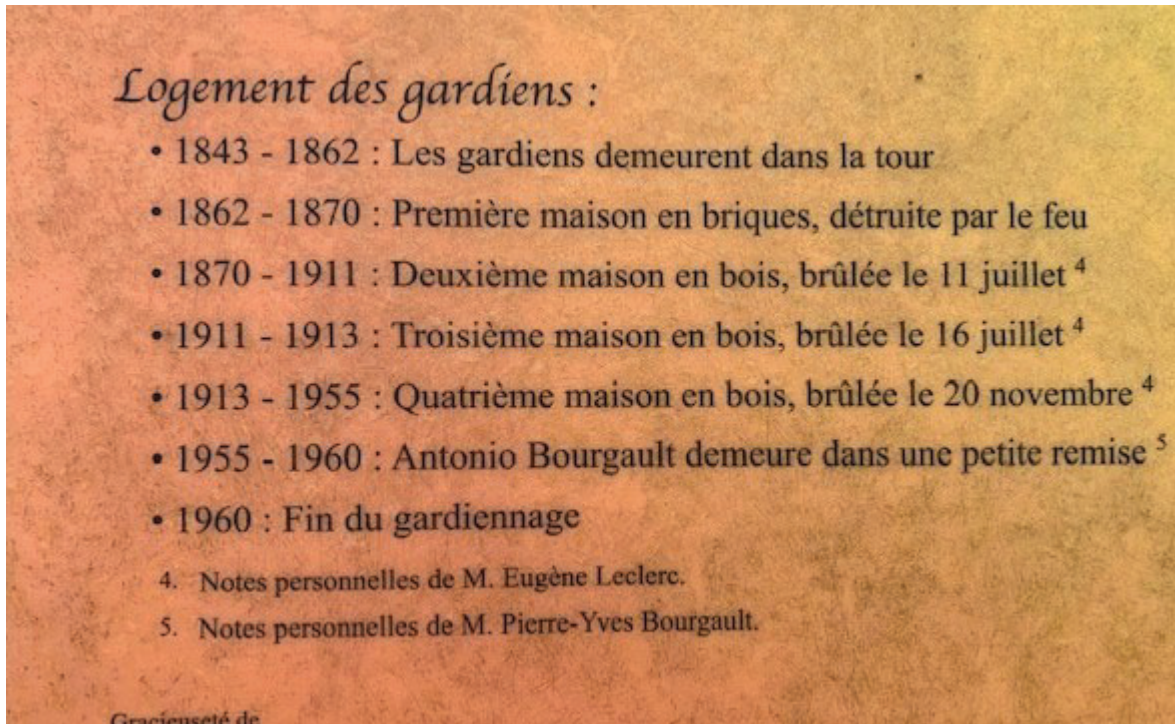 Logement des gardiens :
• 1843 - 1862 : Les gardiens demeurent dans la tour
• 1862 - 1870 : Première maison en briques, détruite par le feu
• 1870 - 1911 : Deuxième maison en bois, brûlée le 11 juillet ⁴
• 1911 - 1913 : Troisième maison en bois, brûlée le 16 juillet ⁴
• 1913 - 1955 : Quatrième maison en bois, brûlée le 20 novembre ⁴
• 1955 - 1960 : Antonio Bourgault demeure dans une petite remise ⁵
• 1960 : Fin du gardiennage
4. Notes personnelles de M. Eugène Leclerc.
5. Notes personnelles de M. Pierre-Yves Bourgault.
Gracieuseté de